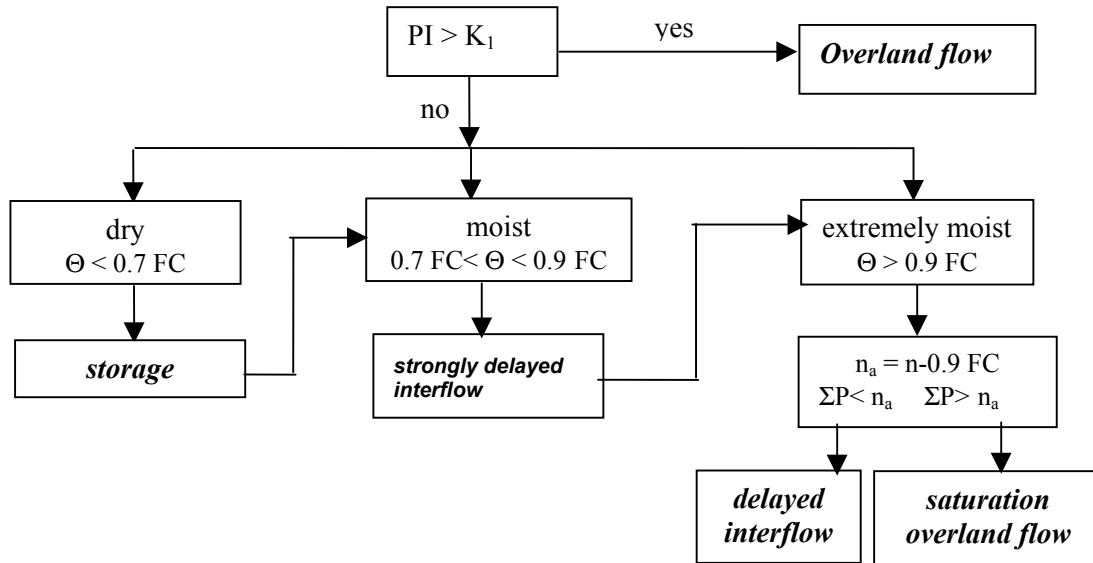 PI > K₁
yes
Overland flow
no
dry
Θ < 0.7 FC
moist
0.7 FC< Θ < 0.9 FC
extremely moist
Θ > 0.9 FC
storage
strongly delayed
interflow
nₐ = n-0.9 FC
ΣP< nₐ ΣP> nₐ
delayed
interflow
saturation
overland flow